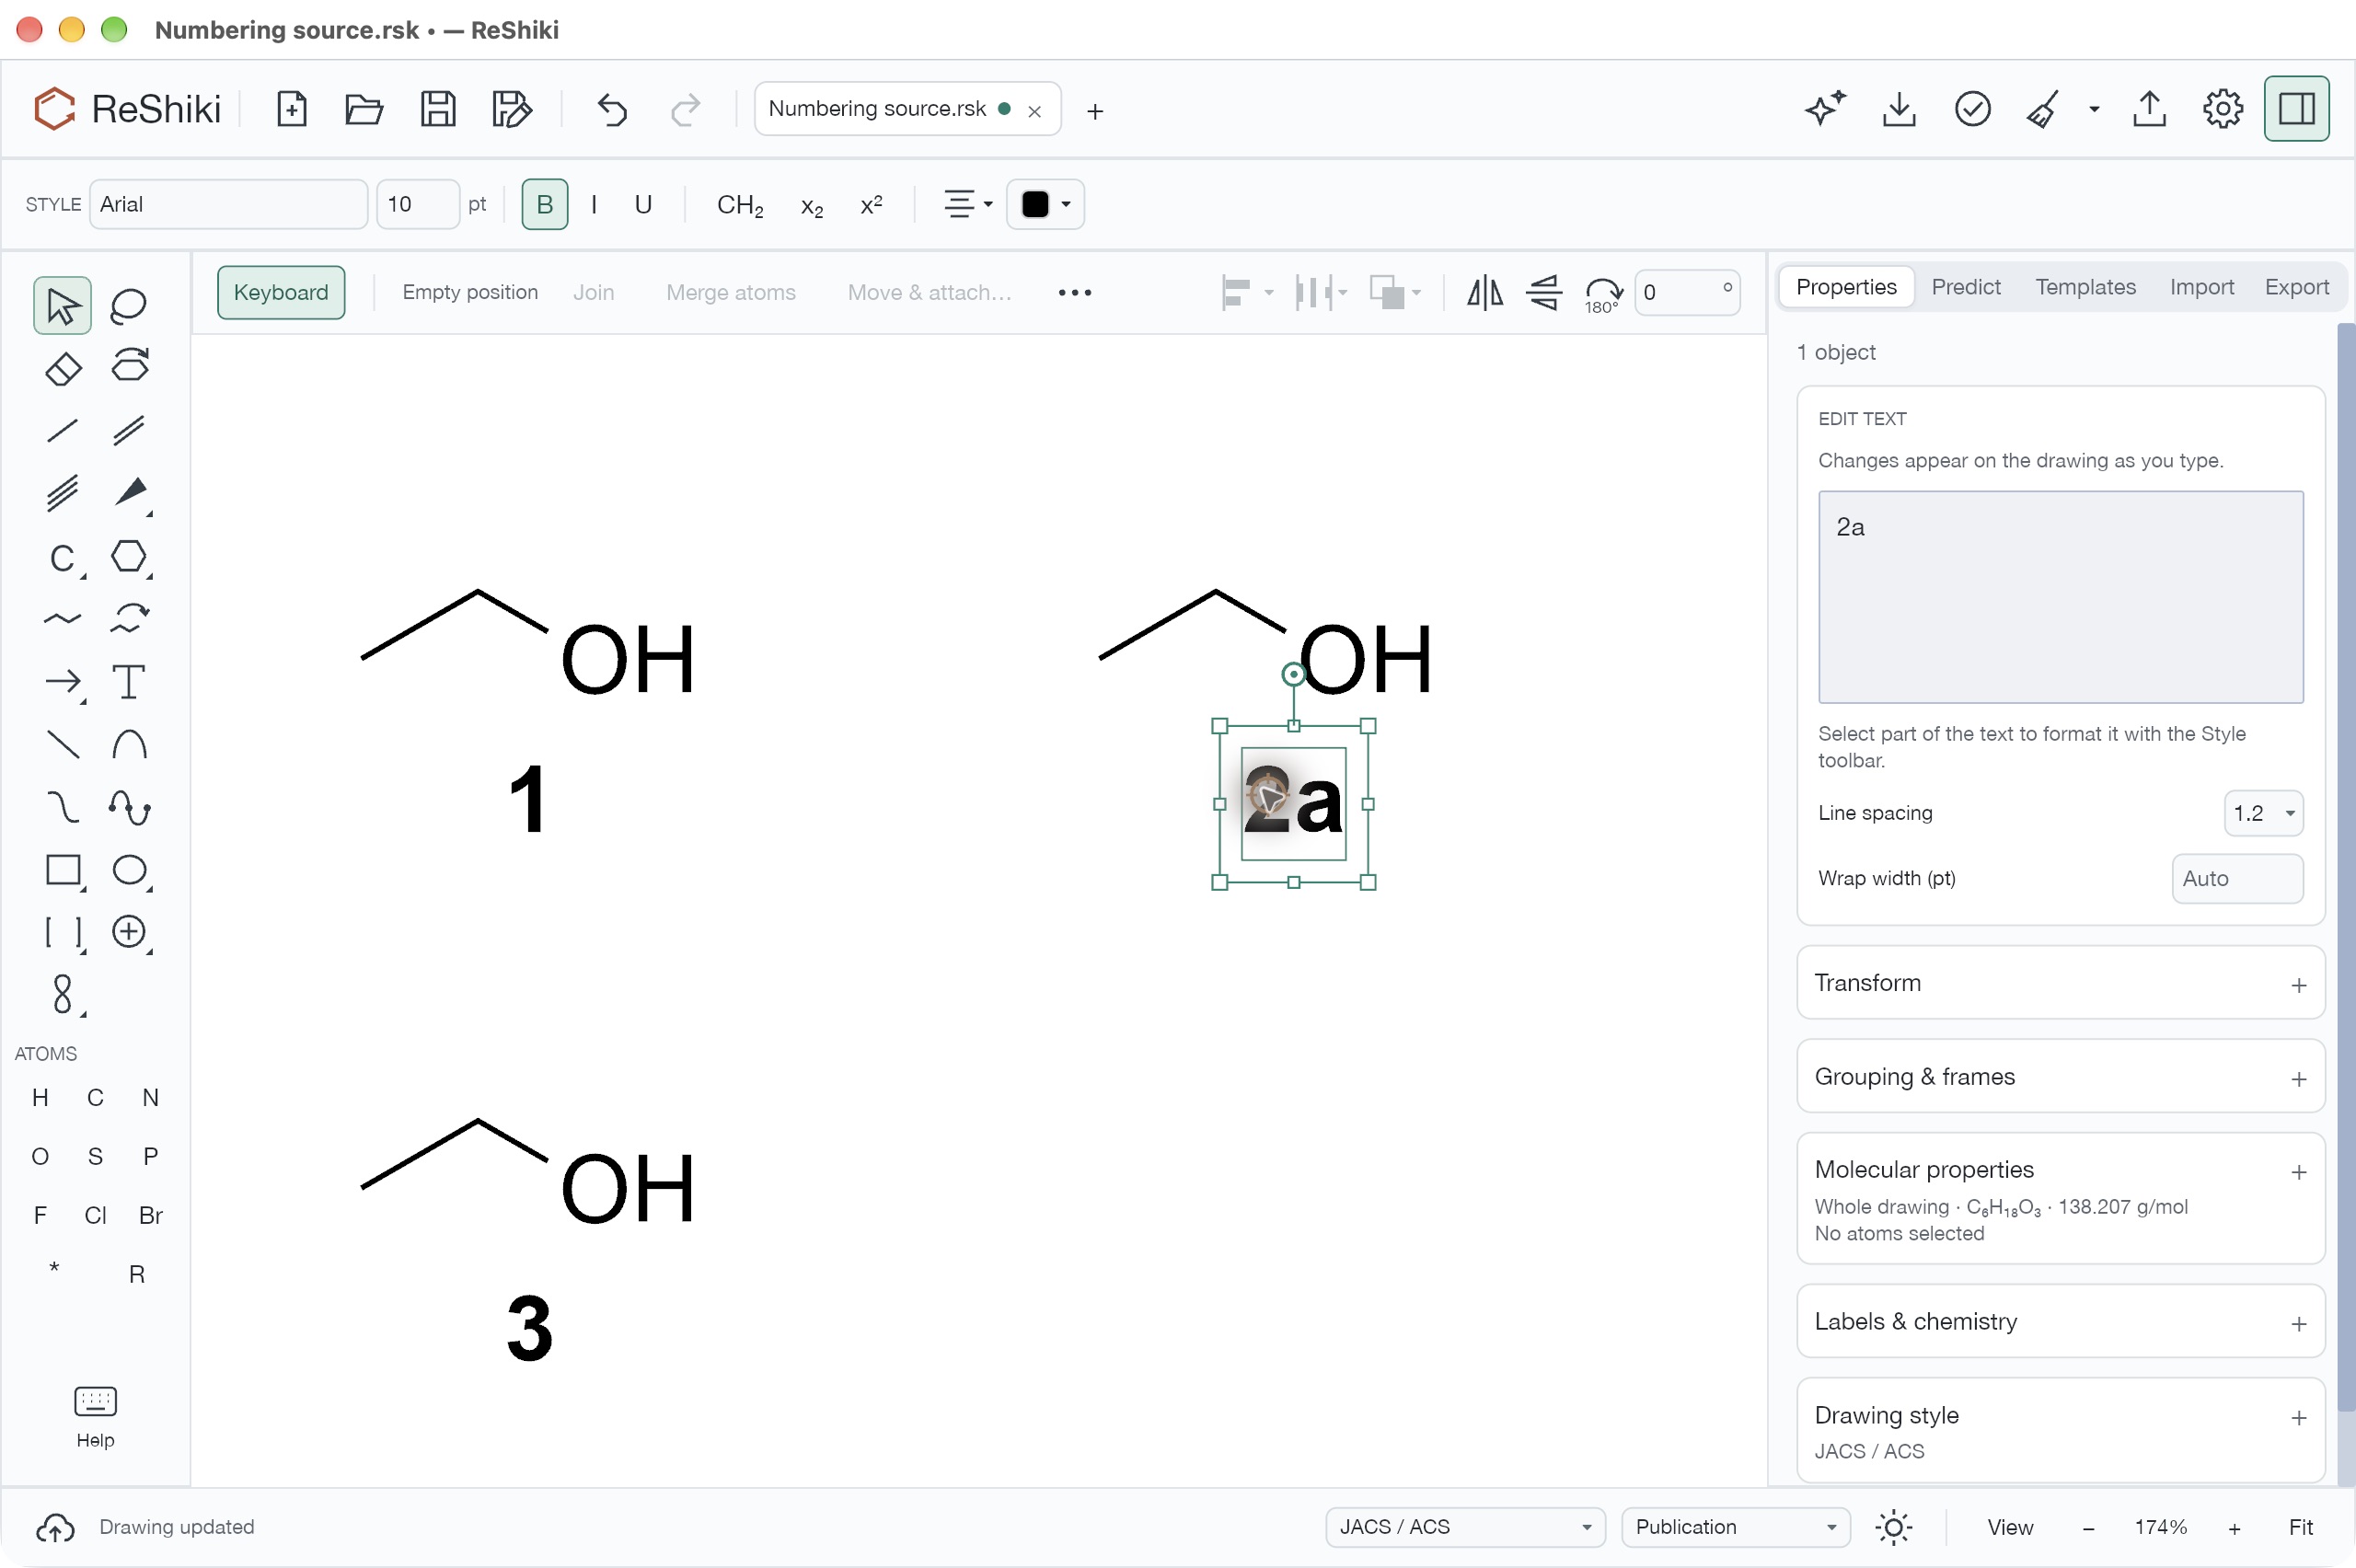 Numbering source.rsk • — ReShiki
ReShiki
Numbering source.rsk
STYLE Arial 10 pt B I U CH₂ x₂ x²
Keyboard Empty position Join Merge atoms Move & attach... 180° 0 °
Properties Predict Templates Import Export
1 object
EDIT TEXT
Changes appear on the drawing as you type.
2a
Select part of the text to format it with the Style
toolbar.
Line spacing 1.2
Wrap width (pt) Auto
Transform
Grouping & frames
Molecular properties
Whole drawing · C₆H₁₈O₃ · 138.207 g/mol
No atoms selected
Labels & chemistry
Drawing style
JACS / ACS
C
T
ATOMS
H C N
O S P
F Cl Br
* R
Help
OH
1
OH
2a
OH
3
Drawing updated
JACS / ACS Publication View − 174% + Fit